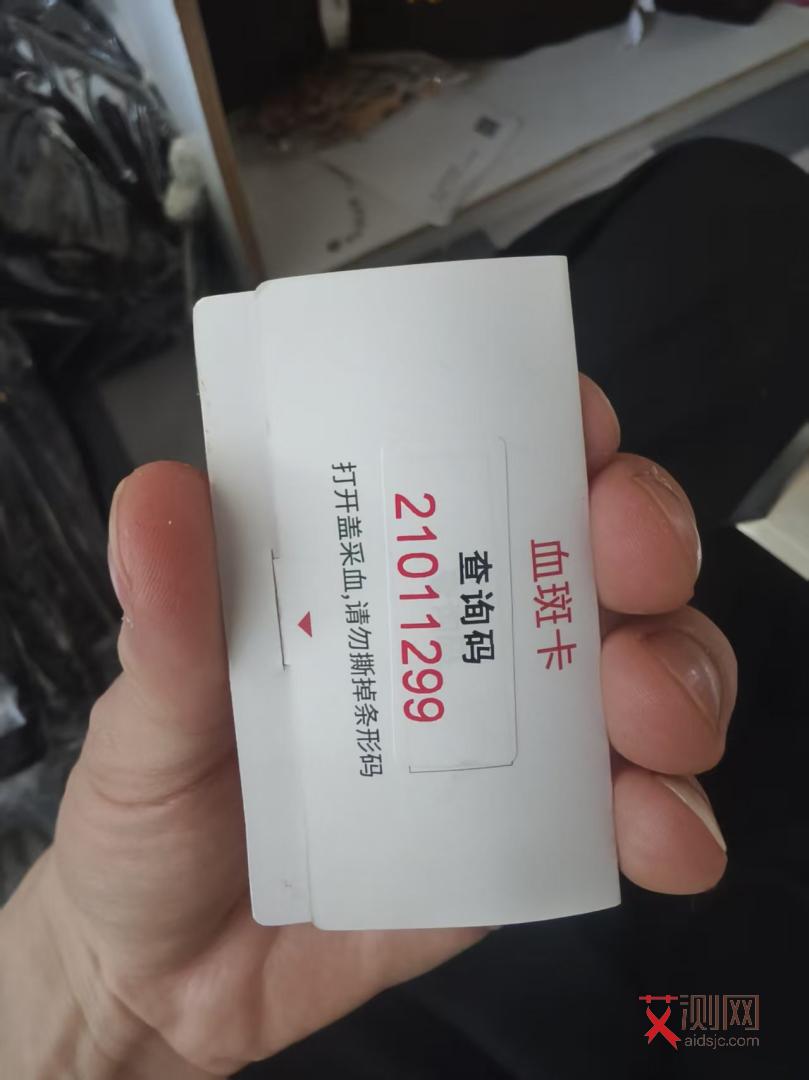 血斑卡
查询码
21011299
打开盖采血,请勿撕掉条形码
艾测网
aidsjc.com